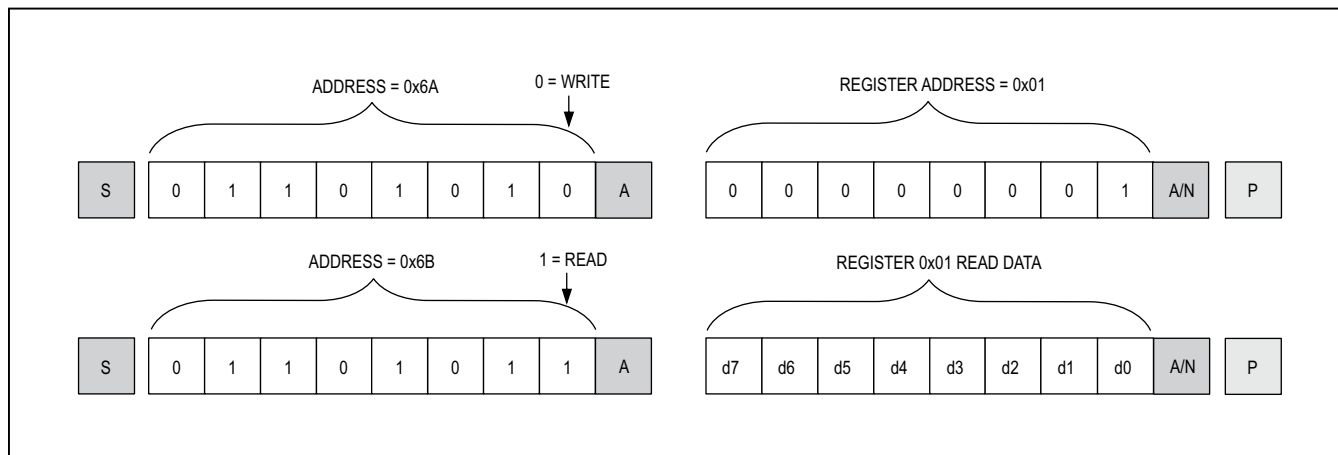 ADDRESS = 0x6A 0 = WRITE REGISTER ADDRESS = 0x01
S 0 1 1 0 1 0 1 0 A 0 0 0 0 0 0 0 1 A/N P
ADDRESS = 0x6B 1 = READ REGISTER 0x01 READ DATA
S 0 1 1 0 1 0 1 1 A d7 d6 d5 d4 d3 d2 d1 d0 A/N P